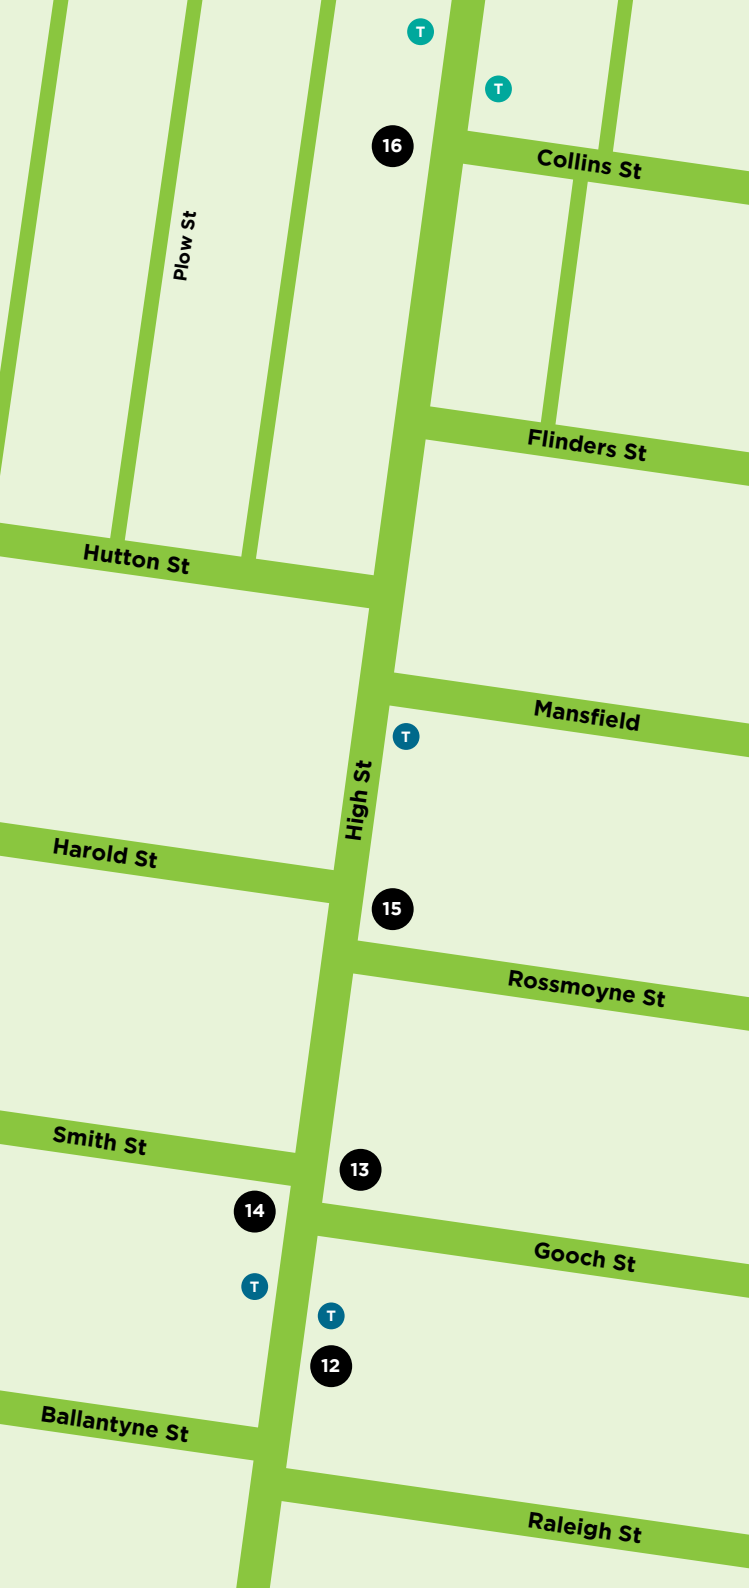 T
T
16
Collins St
Plow St
Flinders St
Hutton St
Mansfield
T
High St
Harold St
15
Rossmoyne St
Smith St
13
14
Gooch St
T
T
12
Ballantyne St
Raleigh St